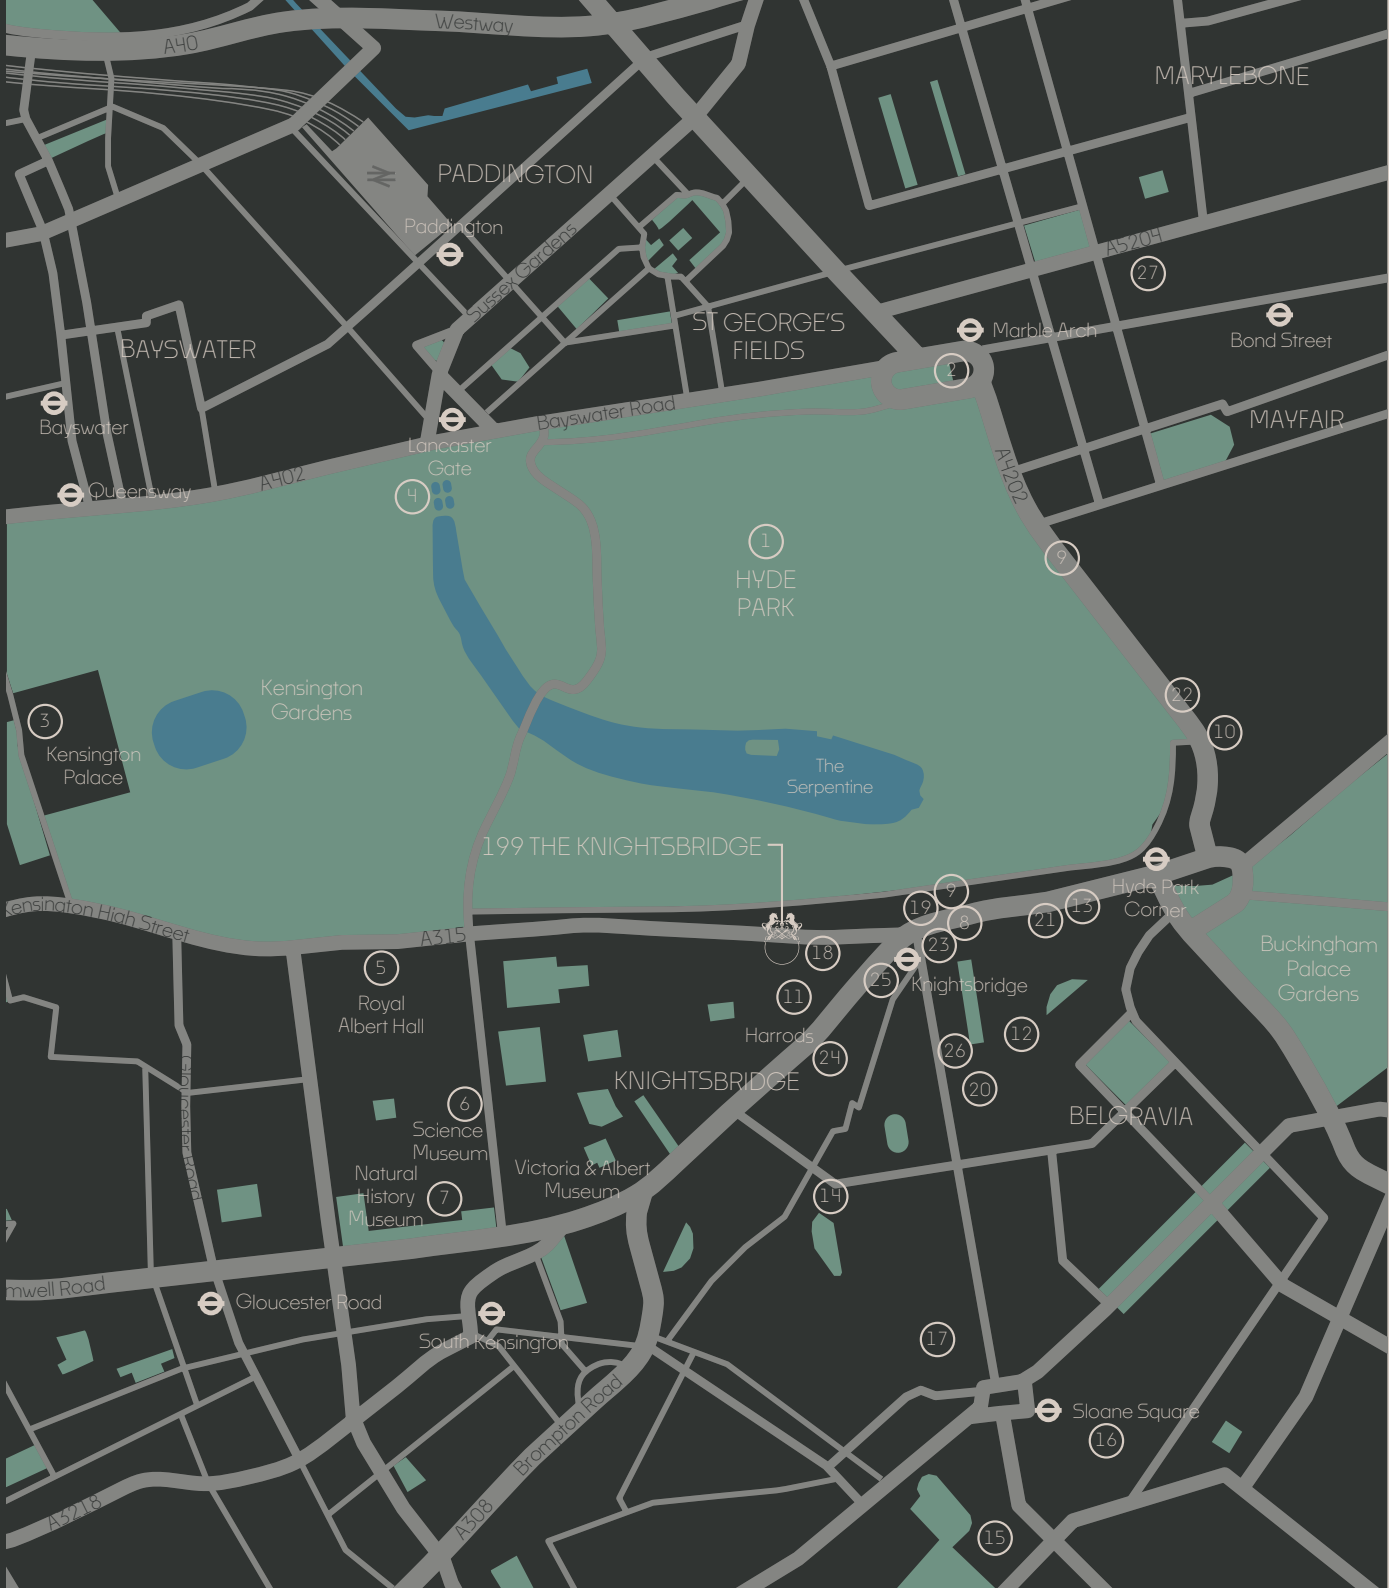 Westway
A40
MARYLEBONE
PADDINGTON
Paddington
Sussex Gardens
A5204
27
ST GEORGE'S
FIELDS
Marble Arch
Bond Street
BAYSWATER
2
Bayswater
Bayswater Road
MAYFAIR
Lancaster
Gate
A402
A4202
Queensway
4
1
HYDE
PARK
9
Kensington
Gardens
22
3
10
Kensington
Palace
The
Serpentine
199 THE KNIGHTSBRIDGE
Hyde Park
Corner
Kensington High Street
A315
9
19
8
21
13
23
18
5
25
Knightsbridge
Buckingham
Palace
Gardens
Royal
Albert Hall
11
Harrods
12
24
26
Gloucester Road
KNIGHTSBRIDGE
20
6
BELGRAVIA
Science
Museum
Natural
History
Museum
7
Victoria & Albert
Museum
14
mwell Road
Gloucester Road
South Kensington
17
Brompton Road
Sloane Square
16
A3218
A308
15